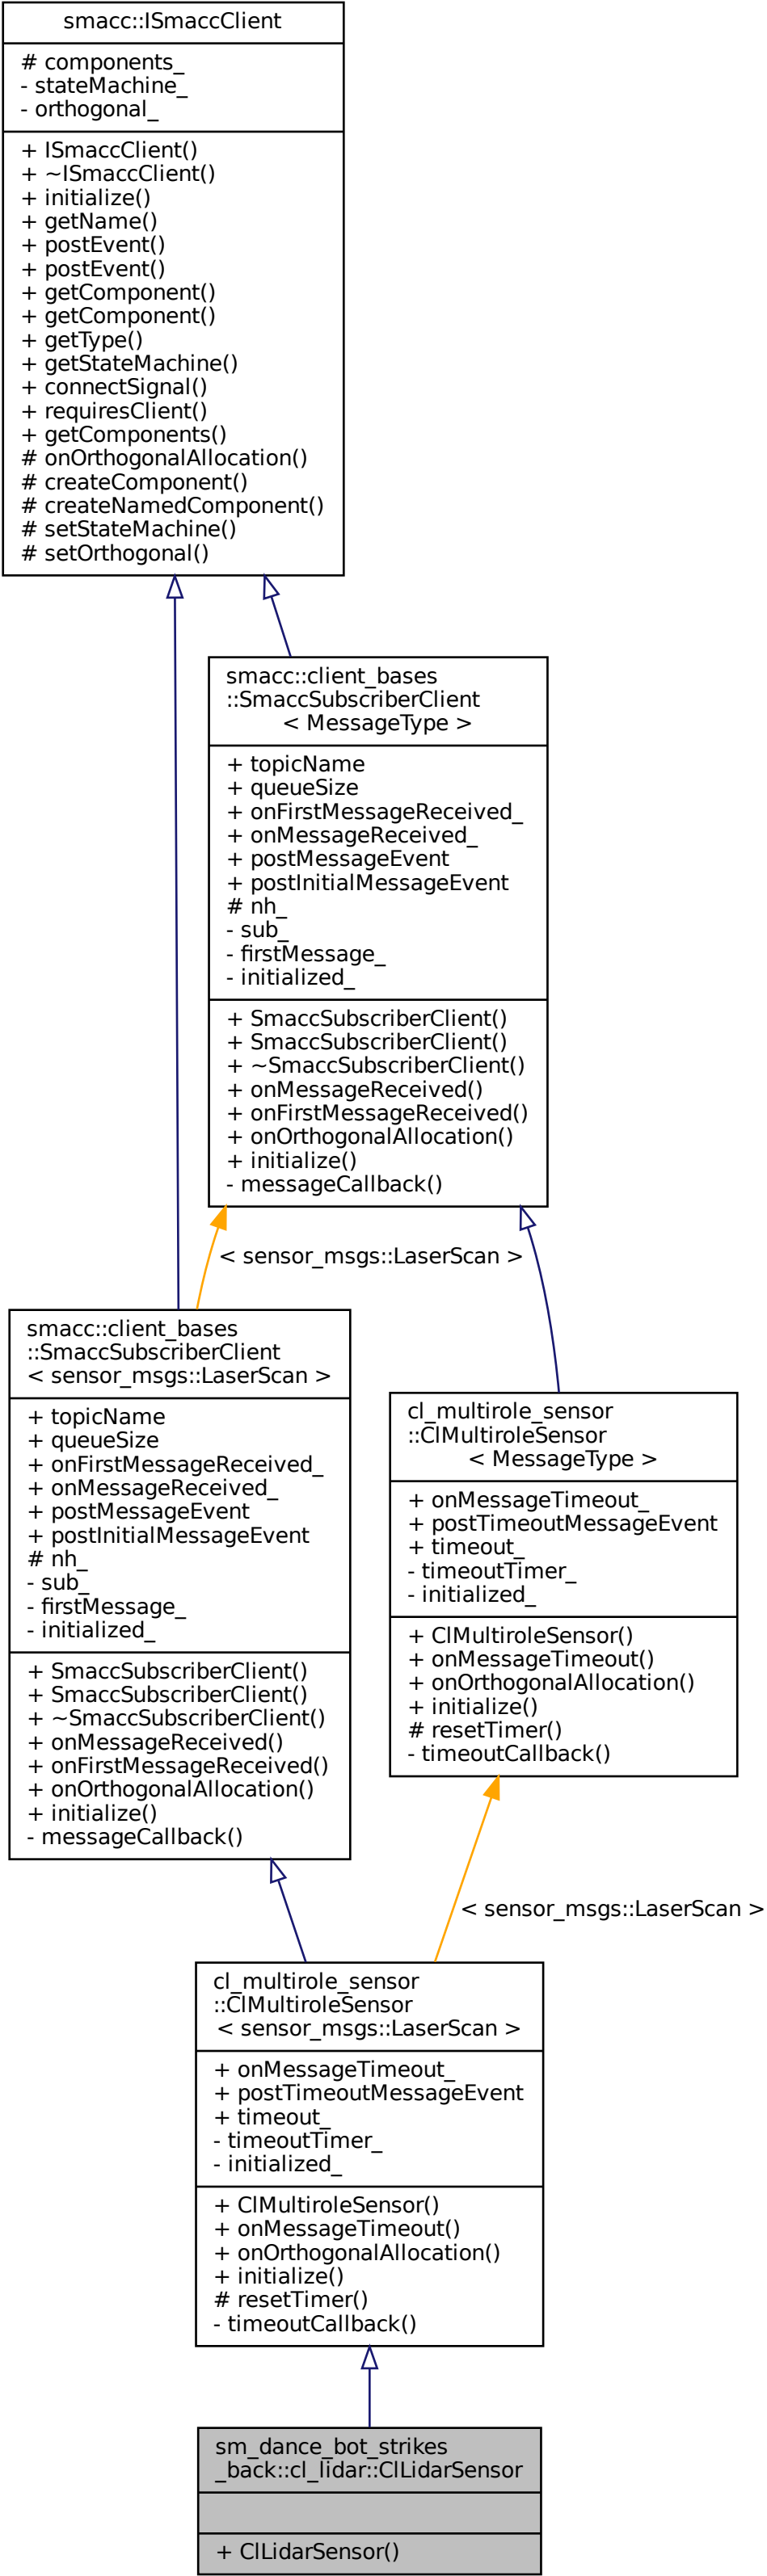 smacc::ISmaccClient
# components_
- stateMachine_
- orthogonal_
+ ISmaccClient()
+ ~ISmaccClient()
+ initialize()
+ getName()
+ postEvent()
+ postEvent()
+ getComponent()
+ getComponent()
+ getType()
+ getStateMachine()
+ connectSignal()
+ requiresClient()
+ getComponents()
# onOrthogonalAllocation()
# createComponent()
# createNamedComponent()
# setStateMachine()
# setOrthogonal()
smacc::client_bases
::SmaccSubscriberClient
< MessageType >
+ topicName
+ queueSize
+ onFirstMessageReceived_
+ onMessageReceived_
+ postMessageEvent
+ postInitialMessageEvent
# nh_
- sub_
- firstMessage_
- initialized_
+ SmaccSubscriberClient()
+ SmaccSubscriberClient()
+ ~SmaccSubscriberClient()
+ onMessageReceived()
+ onFirstMessageReceived()
+ onOrthogonalAllocation()
+ initialize()
- messageCallback()
< sensor_msgs::LaserScan >
smacc::client_bases
::SmaccSubscriberClient
< sensor_msgs::LaserScan >
+ topicName
+ queueSize
+ onFirstMessageReceived_
+ onMessageReceived_
+ postMessageEvent
+ postInitialMessageEvent
# nh_
- sub_
- firstMessage_
- initialized_
+ SmaccSubscriberClient()
+ SmaccSubscriberClient()
+ ~SmaccSubscriberClient()
+ onMessageReceived()
+ onFirstMessageReceived()
+ onOrthogonalAllocation()
+ initialize()
- messageCallback()
cl_multirole_sensor
::ClMultiroleSensor
< MessageType >
+ onMessageTimeout_
+ postTimeoutMessageEvent
+ timeout_
- timeoutTimer_
- initialized_
+ ClMultiroleSensor()
+ onMessageTimeout()
+ onOrthogonalAllocation()
+ initialize()
# resetTimer()
- timeoutCallback()
< sensor_msgs::LaserScan >
cl_multirole_sensor
::ClMultiroleSensor
< sensor_msgs::LaserScan >
+ onMessageTimeout_
+ postTimeoutMessageEvent
+ timeout_
- timeoutTimer_
- initialized_
+ ClMultiroleSensor()
+ onMessageTimeout()
+ onOrthogonalAllocation()
+ initialize()
# resetTimer()
- timeoutCallback()
sm_dance_bot_strikes
_back::cl_lidar::ClLidarSensor
+ ClLidarSensor()